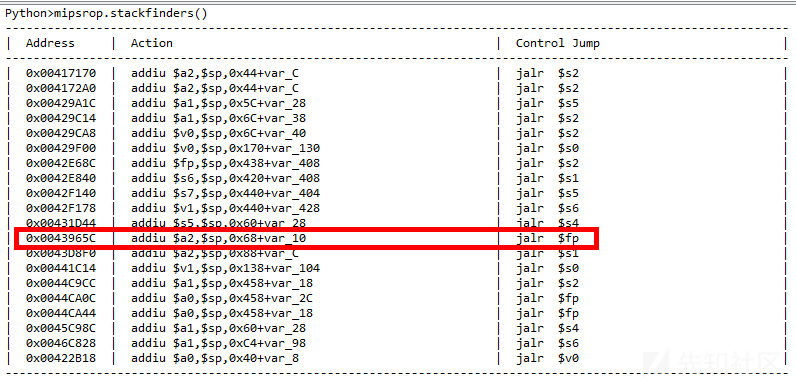 Python>mipsrop.stackfinders()
----------------------------------------------------------------------------------------------------------------
|  Address     |  Action                                              |  Control Jump                          |
----------------------------------------------------------------------------------------------------------------
|  0x00417170  |  addiu $a2,$sp,0x44+var_C                            |  jalr  $s2                             |
|  0x004172A0  |  addiu $a2,$sp,0x44+var_C                            |  jalr  $s2                             |
|  0x00429A1C  |  addiu $a1,$sp,0x5C+var_28                           |  jalr  $s5                             |
|  0x00429C14  |  addiu $a1,$sp,0x6C+var_38                           |  jalr  $s2                             |
|  0x00429CA8  |  addiu $v0,$sp,0x6C+var_40                           |  jalr  $s2                             |
|  0x00429F00  |  addiu $v0,$sp,0x170+var_130                         |  jalr  $s0                             |
|  0x0042E68C  |  addiu $fp,$sp,0x438+var_408                         |  jalr  $s2                             |
|  0x0042E840  |  addiu $s6,$sp,0x420+var_408                         |  jalr  $s1                             |
|  0x0042F140  |  addiu $s7,$sp,0x440+var_404                         |  jalr  $s5                             |
|  0x0042F178  |  addiu $v1,$sp,0x440+var_428                         |  jalr  $s6                             |
|  0x00431D44  |  addiu $s5,$sp,0x60+var_28                           |  jalr  $s4                             |
|  0x0043965C  |  addiu $a2,$sp,0x68+var_10                           |  jalr  $fp                             |
|  0x0043D8F0  |  addiu $a2,$sp,0x88+var_C                            |  jalr  $s1                             |
|  0x00441C14  |  addiu $v1,$sp,0x138+var_104                         |  jalr  $s0                             |
|  0x0044C9CC  |  addiu $a1,$sp,0x458+var_18                          |  jalr  $s2                             |
|  0x0044CA0C  |  addiu $a0,$sp,0x458+var_2C                          |  jalr  $fp                             |
|  0x0044CA44  |  addiu $a0,$sp,0x458+var_18                          |  jalr  $fp                             |
|  0x0045C98C  |  addiu $a1,$sp,0x60+var_28                           |  jalr  $s4                             |
|  0x0046C828  |  addiu $a1,$sp,0xC4+var_98                           |  jalr  $s6                             |
|  0x00422B18  |  addiu $a0,$sp,0x40+var_8                            |  jalr  $v0                             |
----------------------------------------------------------------------------------------------------------------
先知社区